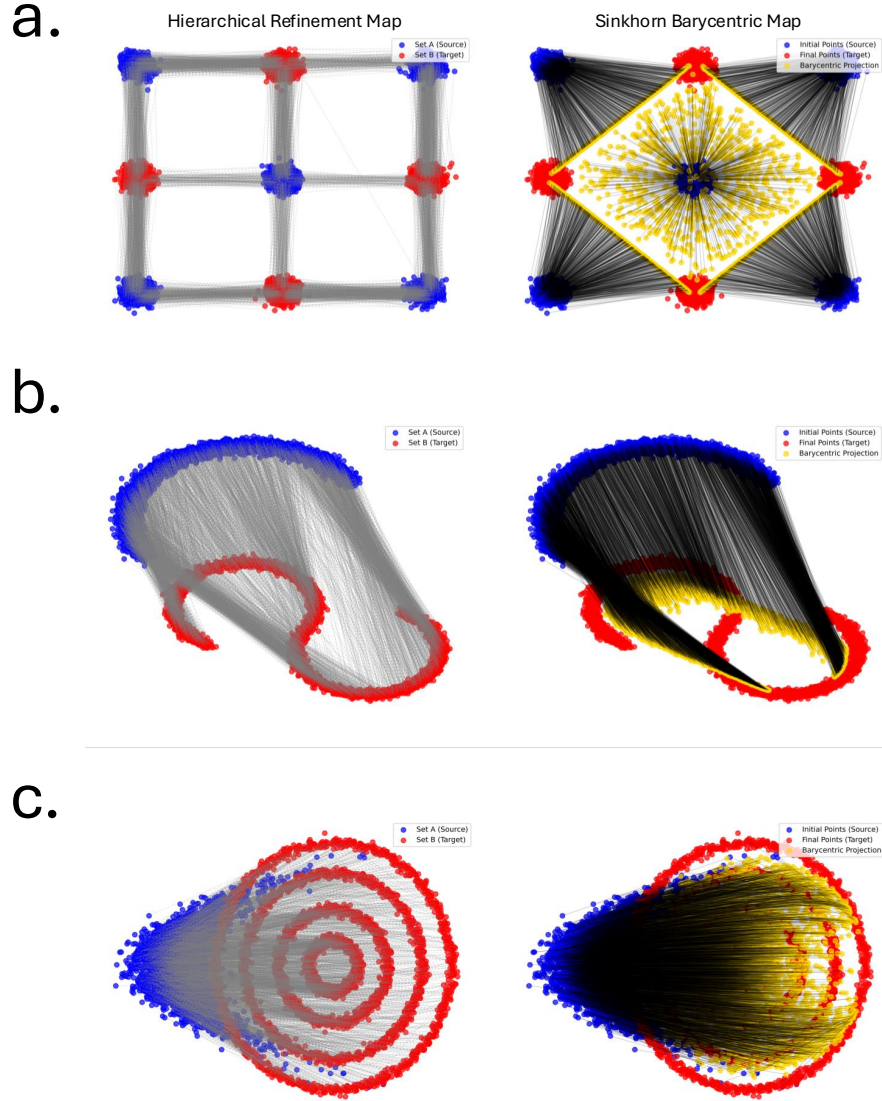 a.
Hierarchical Refinement Map
Sinkhorn Barycentric Map
Set A (Source)
Set B (Target)
Initial Points (Source)
Final Points (Target)
Barycentric Projection
b.
Set A (Source)
Set B (Target)
Initial Points (Source)
Final Points (Target)
Barycentric Projection
c.
Set A (Source)
Set B (Target)
Initial Points (Source)
Final Points (Target)
Barycentric Projection